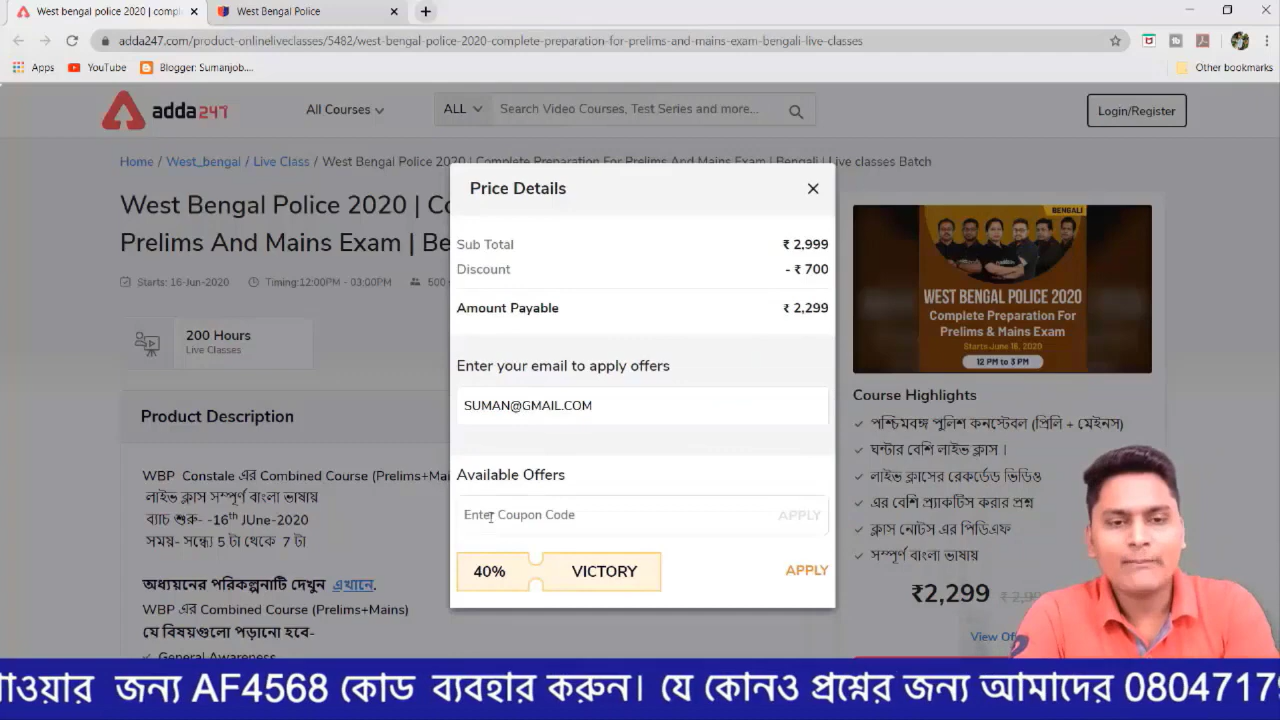 West bengal police 2020 | compl
West Bengal Police
adda247.com/product-onlineliveclasses/5482/west-bengal-police-2020-complete-preparation-for-prelims-and-mains-exam-bengali-live-classes
Apps
YouTube
Blogger: Sumanjob....
Other bookmarks
adda247
All Courses
ALL
Search Video Courses, Test Series and more...
Login/Register
Home / West_bengal / Live Class / West Bengal Police 2020 | Complete Preparation For Prelims And Mains Exam | Bengali | Live classes Batch
West Bengal Police 2020 | Co
Prelims And Mains Exam | Be
Starts: 16-Jun-2020
Timing:12:00PM - 03:00PM
500
200 Hours
Live Classes
Product Description
WBP Constale এর Combined Course (Prelims+Mai
লাইভ ক্লাস সম্পূর্ণ বাংলা ভাষায়
ব্যাচ শুরু- -16th JUne-2020
সময়- সন্ধ্যে 5 টা থেকে 7 টা
অধ্যয়নের পরিকল্পনাটি দেখুন এখানে.
WBP এর Combined Course (Prelims+Mains)
যে বিষয়গুলো পড়ানো হবে-
General Awareness
Price Details
Sub Total ₹ 2,999
Discount - ₹ 700
Amount Payable ₹ 2,299
Enter your email to apply offers
SUMAN@GMAIL.COM
Available Offers
Enter Coupon Code APPLY
40% VICTORY APPLY
BENGALI
WEST BENGAL POLICE 2020
Complete Preparation For
Prelims & Mains Exam
Starts June 16, 2020
12 PM to 3 PM
Course Highlights
পশ্চিমবঙ্গ পুলিশ কনস্টেবল (প্রিলি + মেইনস)
ঘন্টার বেশি লাইভ ক্লাস ।
লাইভ ক্লাসের রেকর্ডেড ভিডিও
এর বেশি প্র্যাকটিস করার প্রশ্ন
ক্লাস নোটস এর পিডিএফ
সম্পূর্ণ বাংলা ভাষায়
₹2,299 ₹ 2,99
View Of
াওয়ার জন্য AF4568 কোড ব্যবহার করুন। যে কোনও প্রশ্নের জন্য আমাদের 08047179